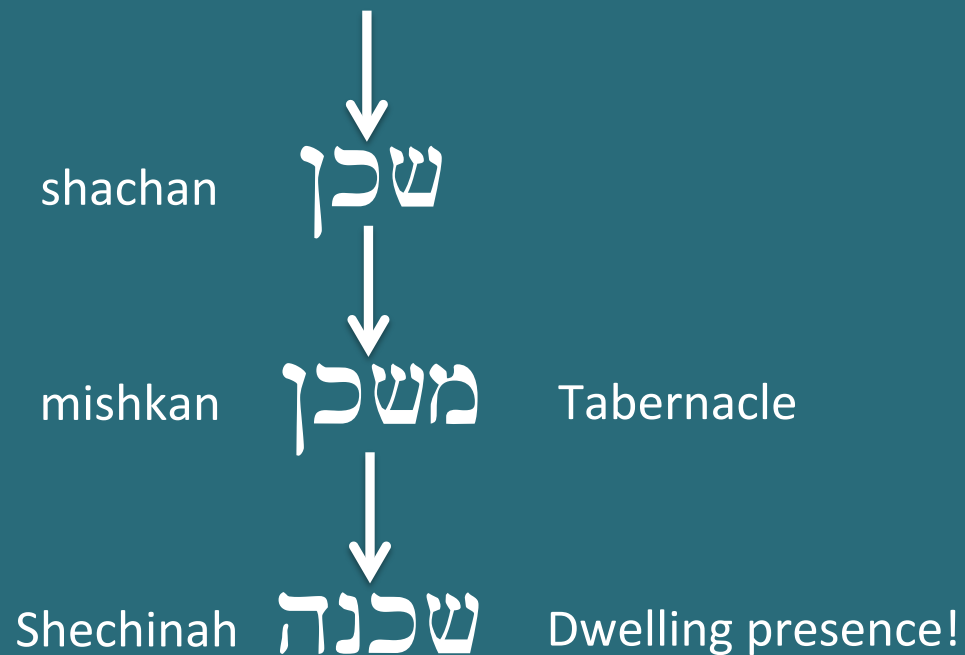 shachan שכן
mishkan משכן Tabernacle
Shechinah שכנה Dwelling presence!